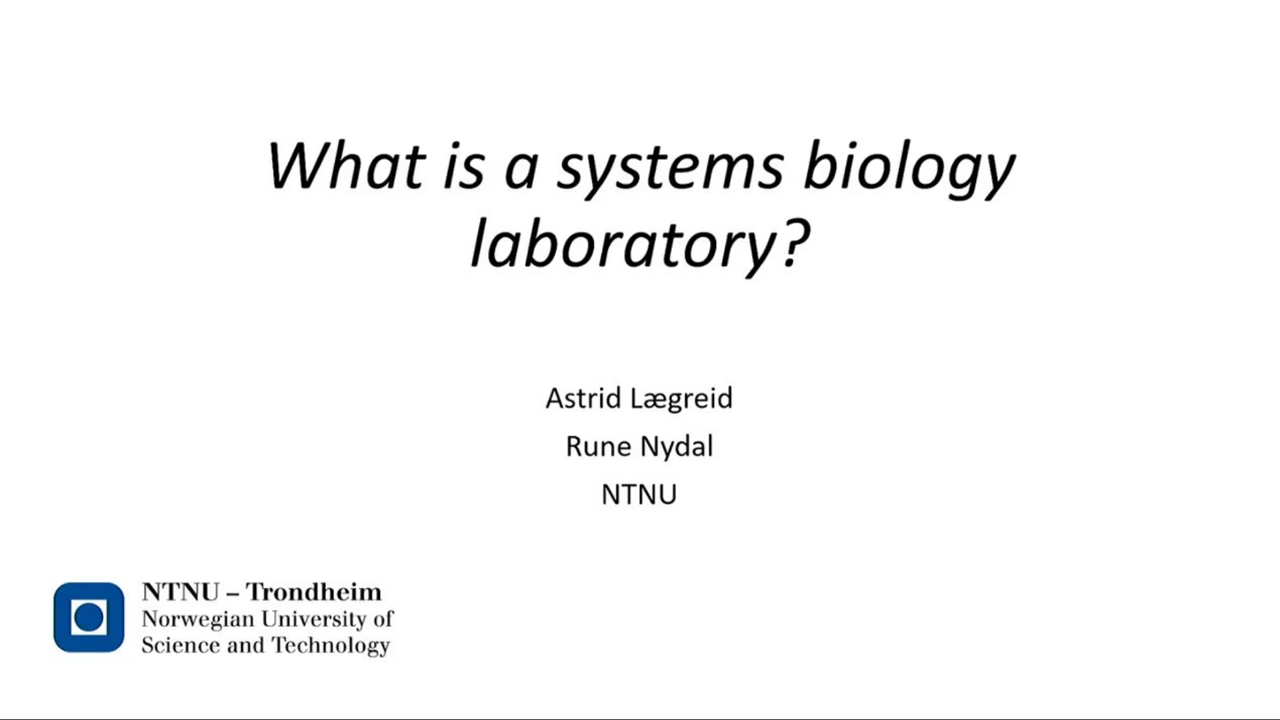 What is a systems biology
laboratory?
Astrid Lægreid
Rune Nydal
NTNU
NTNU – Trondheim
Norwegian University of
Science and Technology